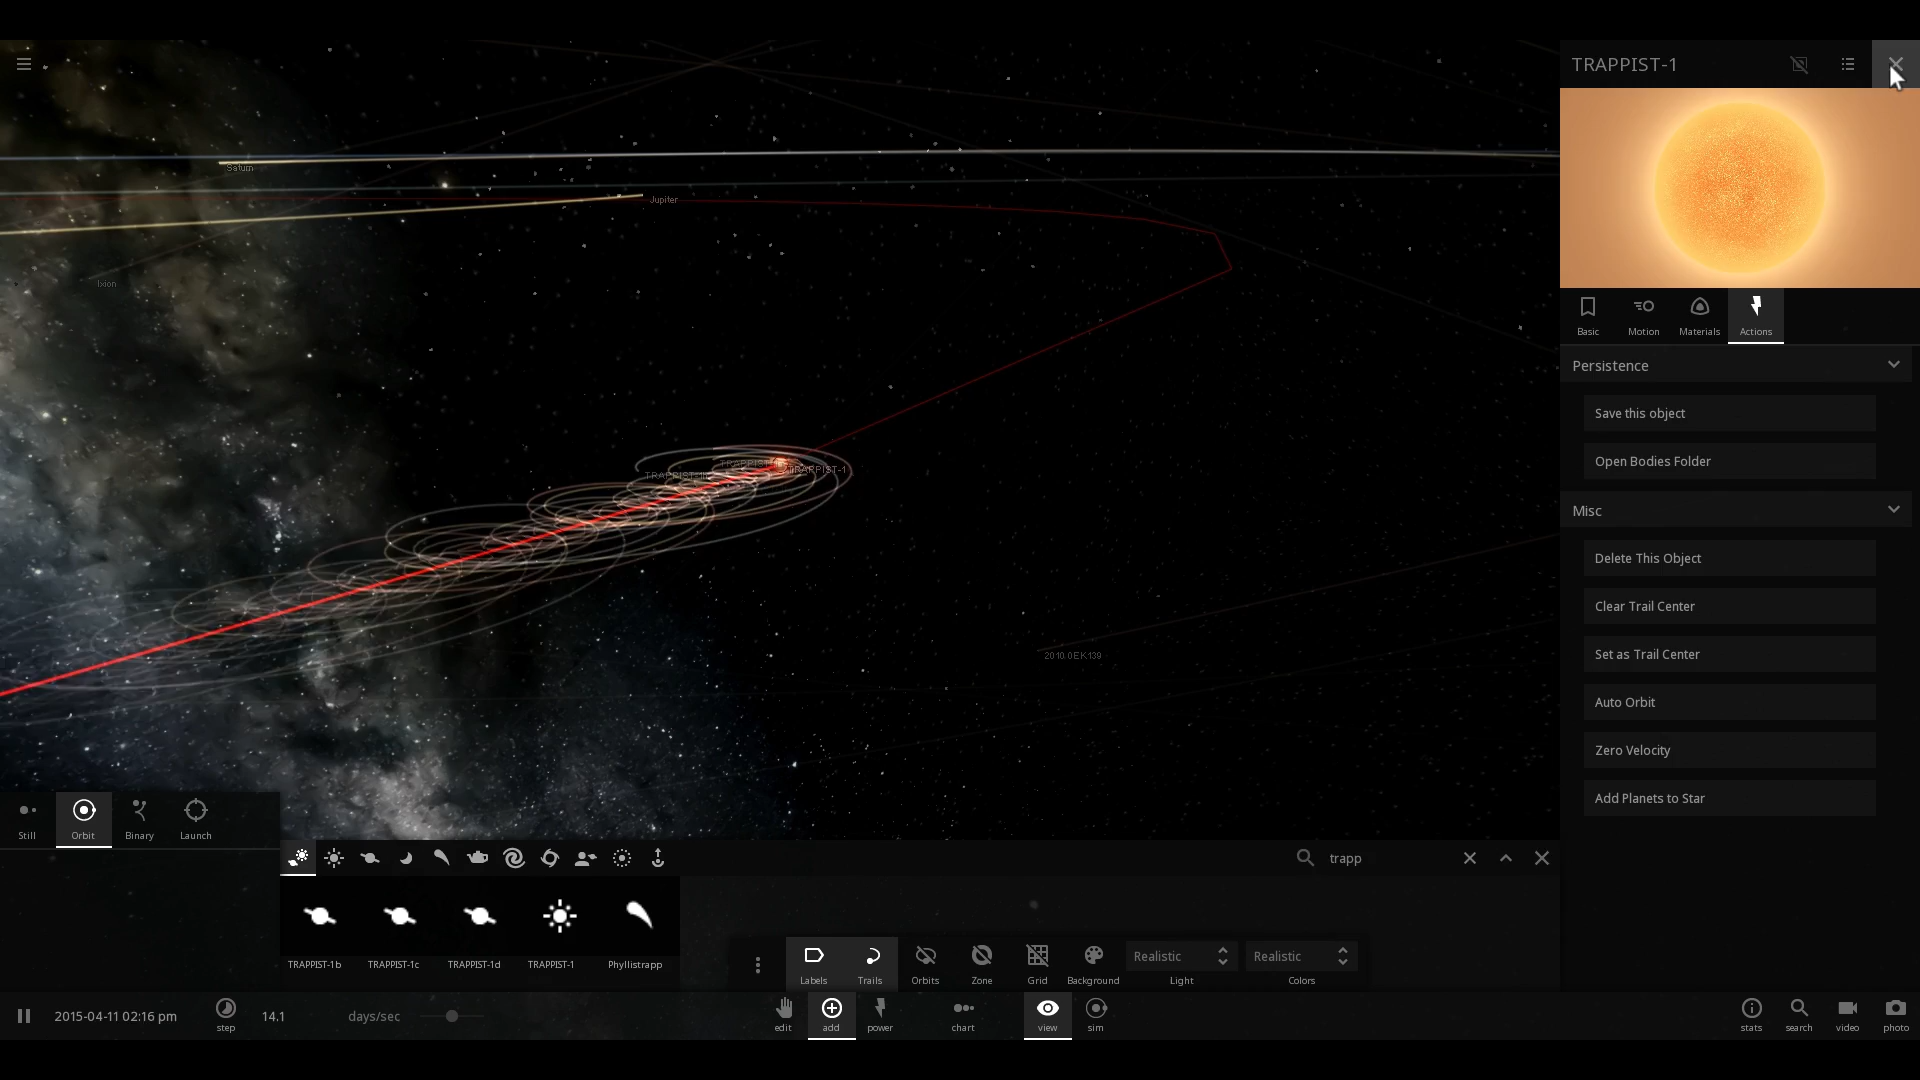 TRAPPIST-1
Saturn
Jupiter
Ixion
TRAPPIST-1
2010 OEK139
Basic
Motion
Materials
Actions
Persistence
Save this object
Open Bodies Folder
Misc
Delete This Object
Clear Trail Center
Set as Trail Center
Auto Orbit
Zero Velocity
Add Planets to Star
Still
Orbit
Binary
Launch
trapp
TRAPPIST-1b
TRAPPIST-1c
TRAPPIST-1d
TRAPPIST-1
Phyllistrapp
Labels
Trails
Orbits
Zone
Grid
Background
Realistic
Light
Realistic
Colors
2015-04-11 02:16 pm
step
14.1
days/sec
edit
add
power
chart
view
sim
stats
search
video
photo